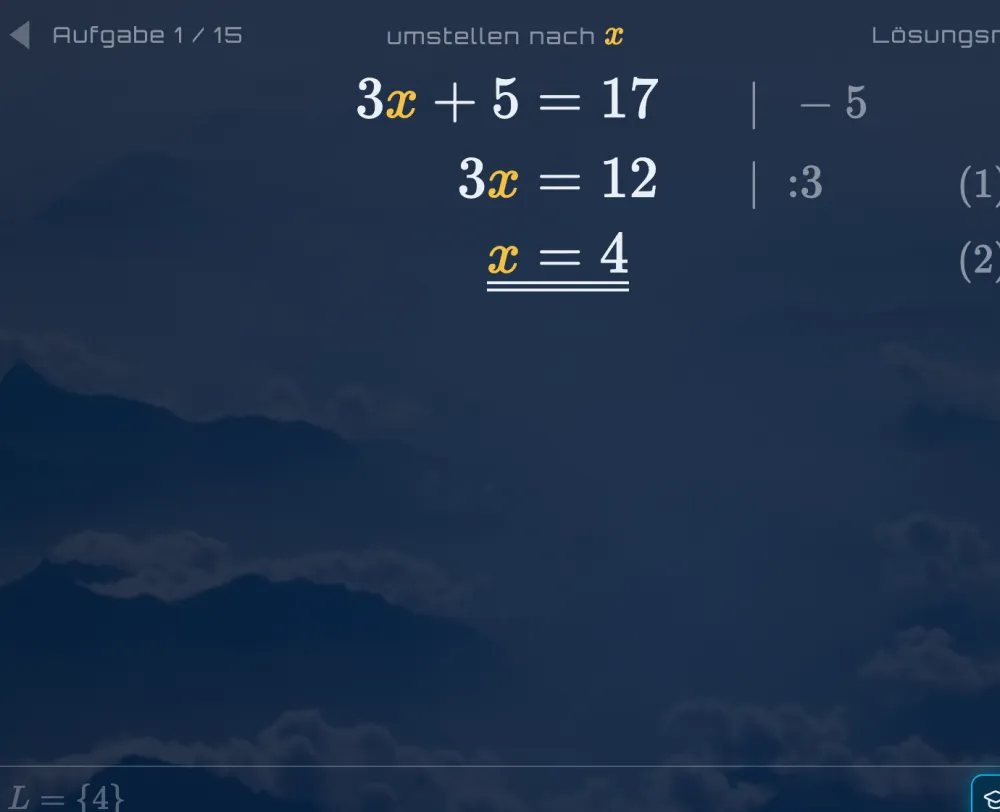 Aufgabe 1 / 15 umstellen nach x
3x + 5 = 17 | − 5
3x = 12 | :3 (1)
x = 4 (2)
L = {4}